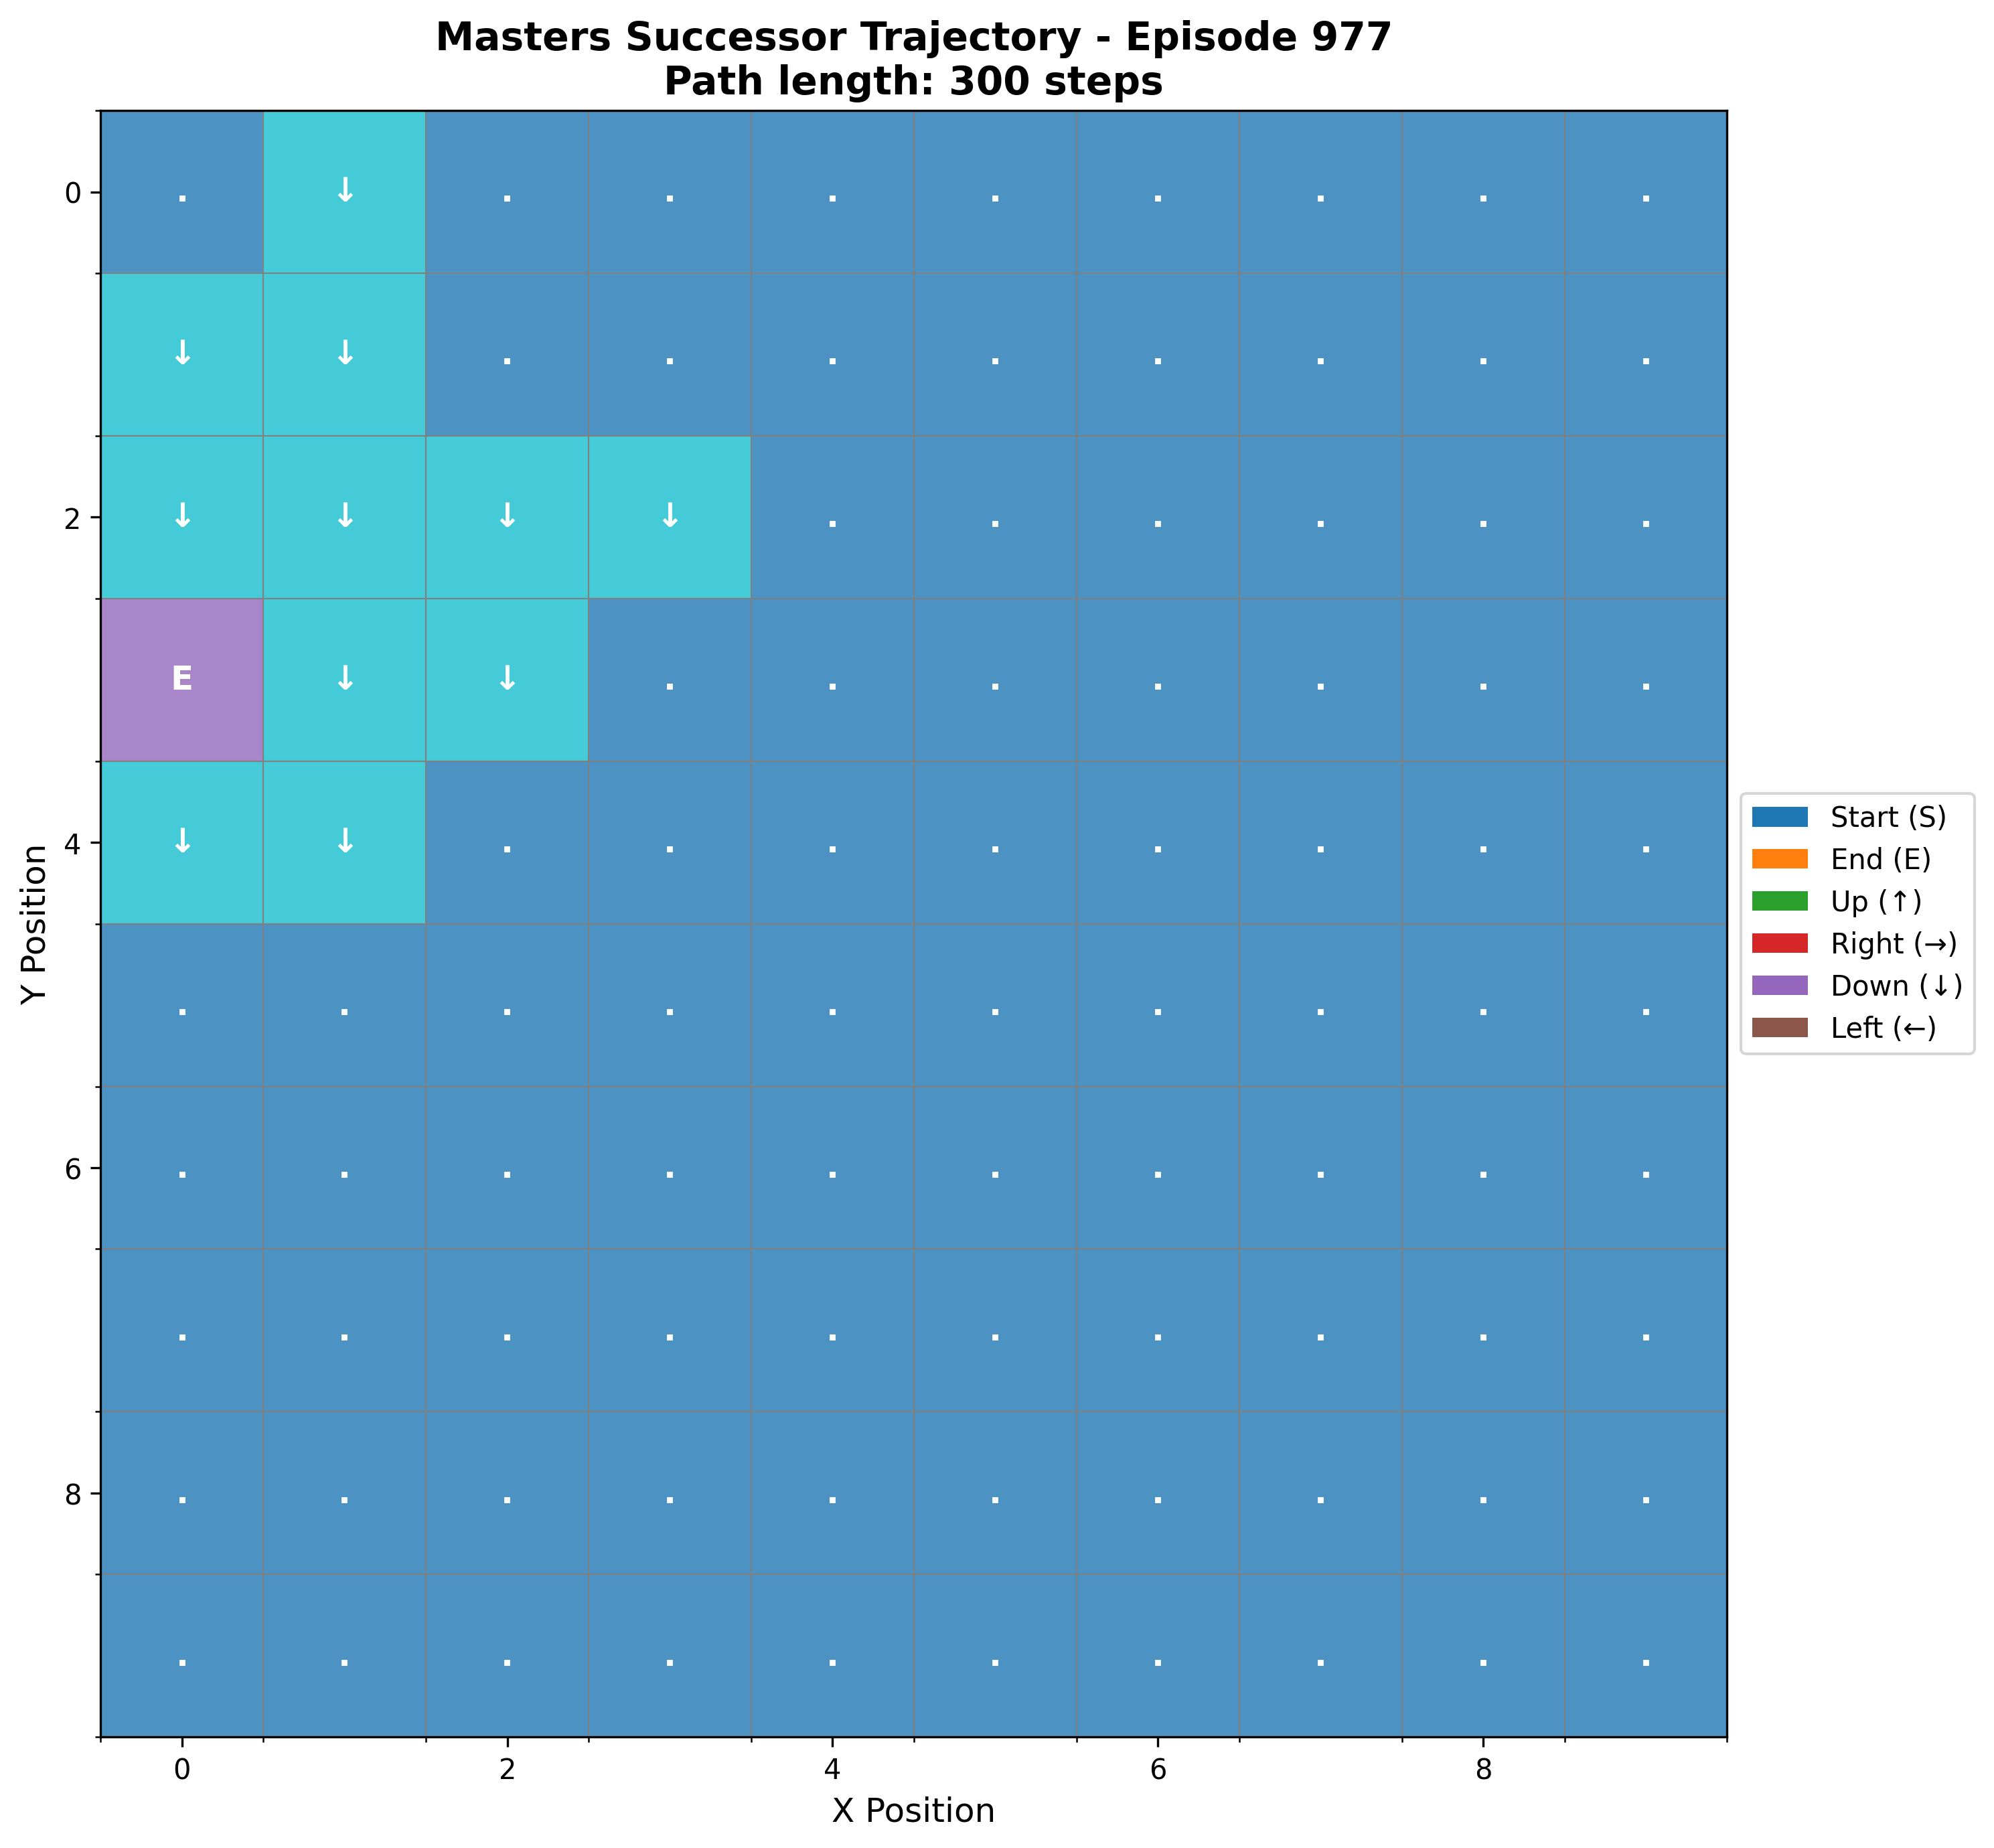 Masters Successor Trajectory - Episode 977
Path length: 300 steps
0 . ↓ . . . . . . . .
↓ ↓ . . . . . . . .
2 ↓ ↓ ↓ ↓ . . . . . .
E ↓ ↓ . . . . . . .
4 ↓ ↓ . . . . . . . .
. . . . . . . . . .
6 . . . . . . . . . .
. . . . . . . . . .
8 . . . . . . . . . .
. . . . . . . . . .
0 2 4 6 8
X Position
Y Position
Start (S)
End (E)
Up (↑)
Right (→)
Down (↓)
Left (←)